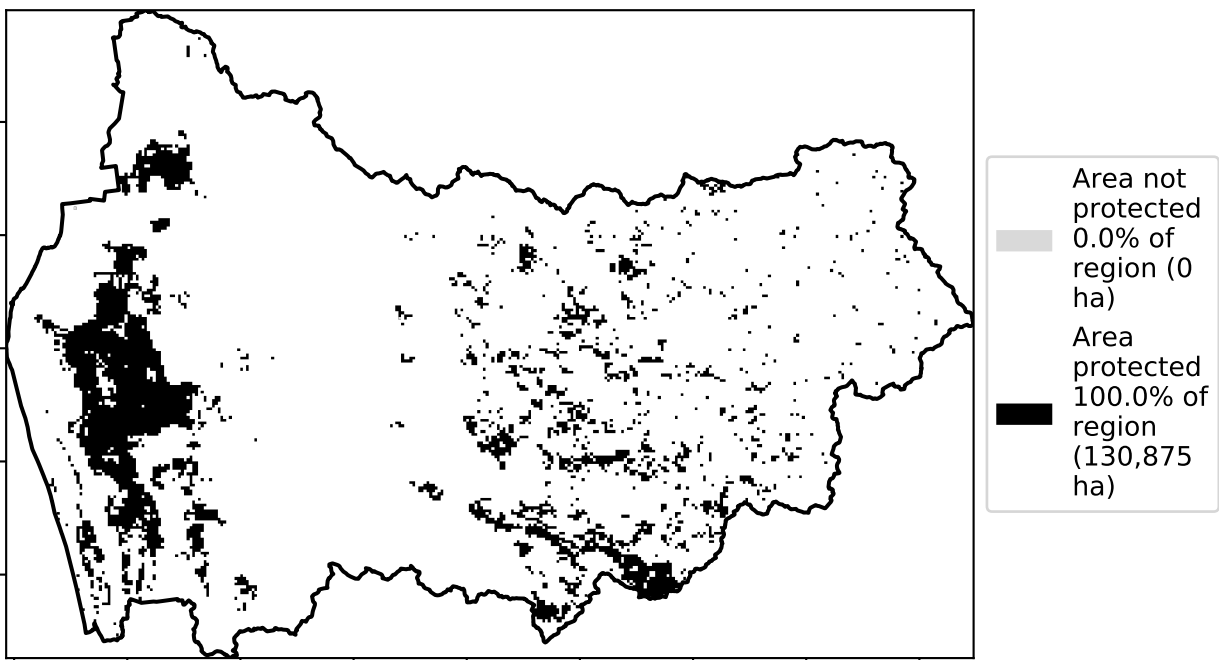 Area not
protected
0.0% of
region (0
ha)
Area
protected
100.0% of
region
(130,875
ha)